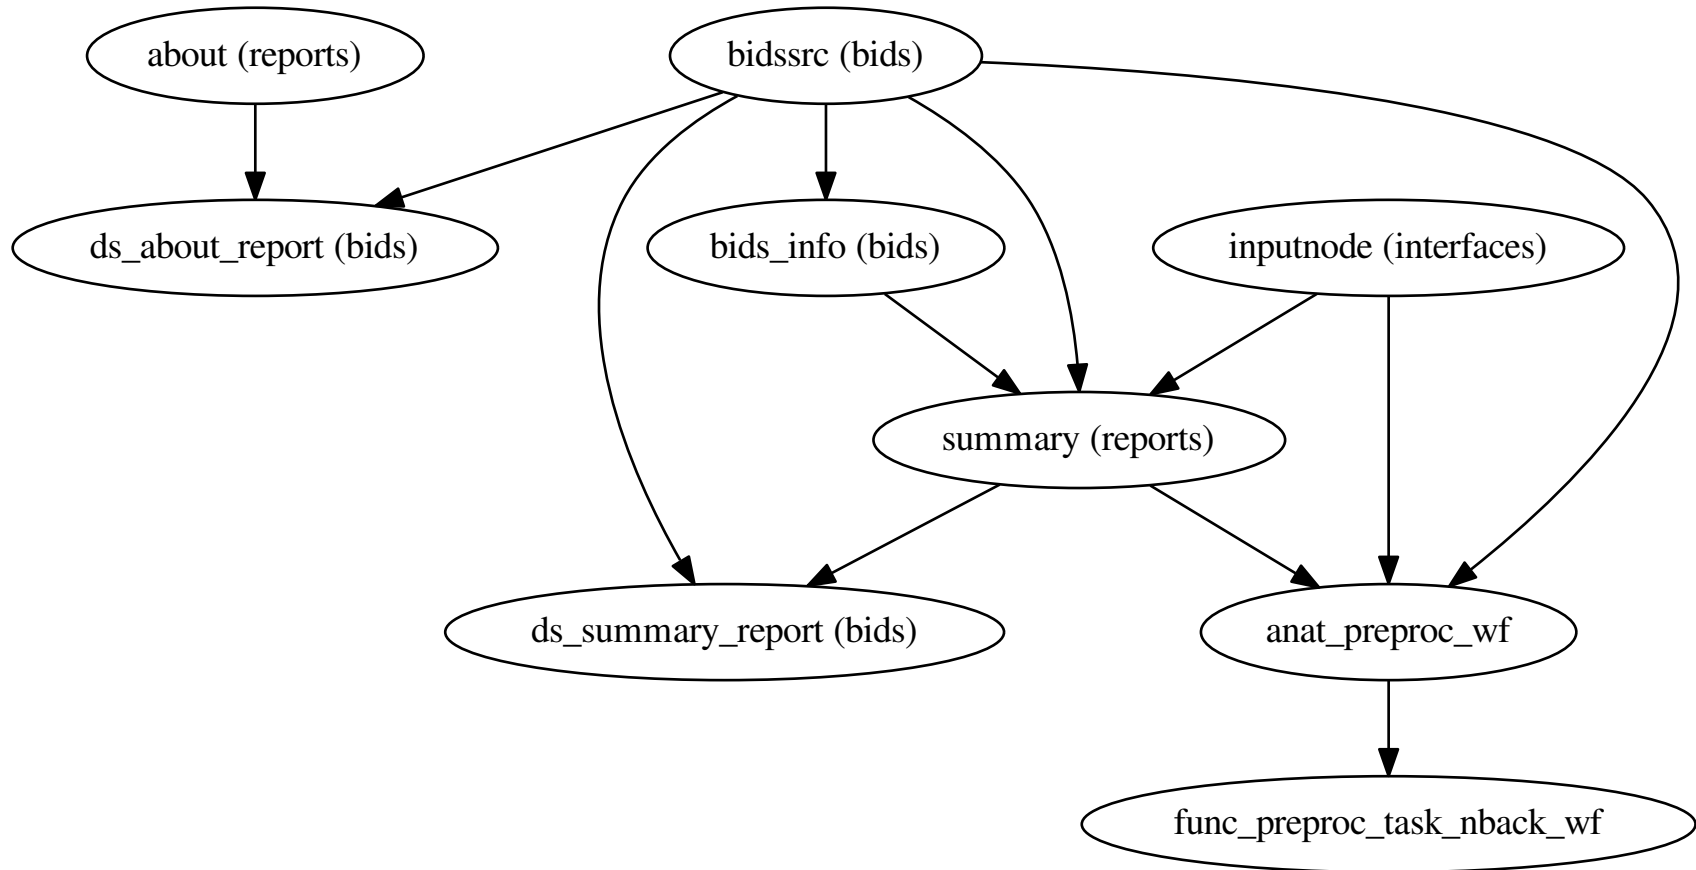 about (reports)
bidssrc (bids)
ds_about_report (bids)
bids_info (bids)
inputnode (interfaces)
summary (reports)
ds_summary_report (bids)
anat_preproc_wf
func_preproc_task_nback_wf